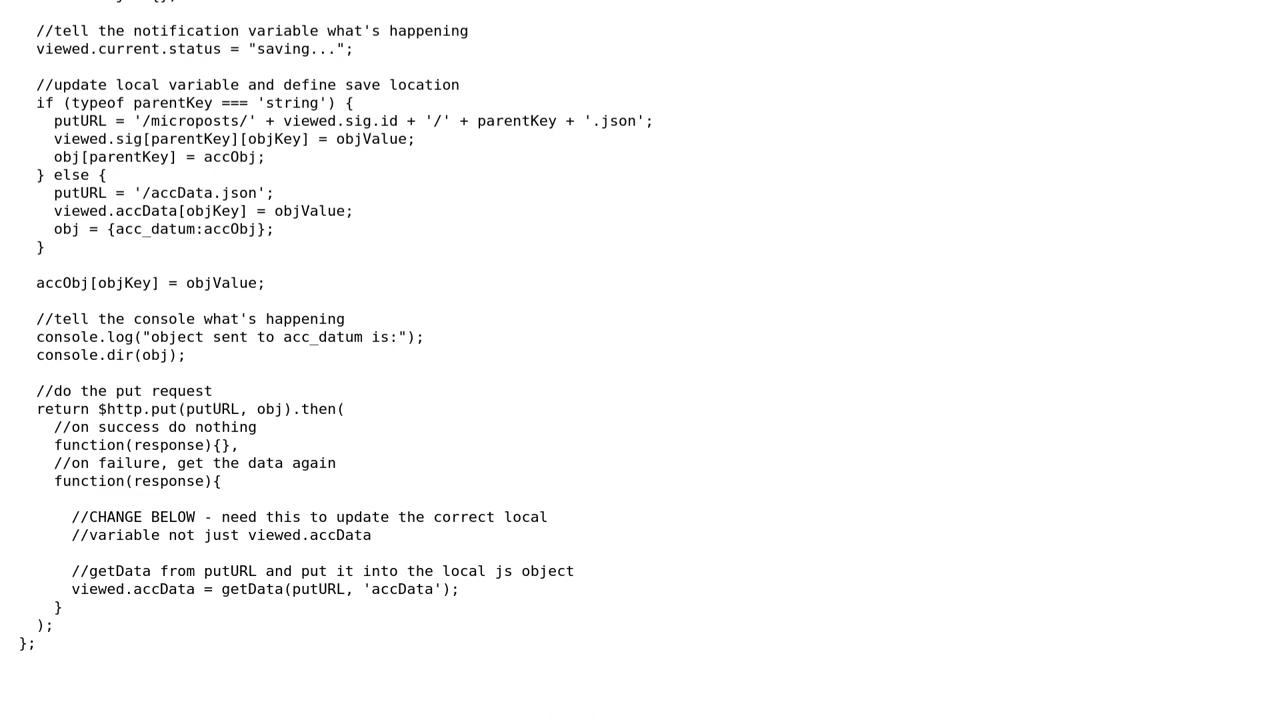 //tell the notification variable what's happening
viewed.current.status = "saving...";
//update local variable and define save location
if (typeof parentKey === 'string') {
putURL = '/microposts/' + viewed.sig.id + '/' + parentKey + '.json';
viewed.sig[parentKey][objKey] = objValue;
obj[parentKey] = accObj;
} else {
putURL = '/accData.json';
viewed.accData[objKey] = objValue;
obj = {acc_datum:accObj};
}
accObj[objKey] = objValue;
//tell the console what's happening
console.log("object sent to acc_datum is:");
console.dir(obj);
//do the put request
return $http.put(putURL, obj).then(
//on success do nothing
function(response){},
//on failure, get the data again
function(response){
//CHANGE BELOW - need this to update the correct local
//variable not just viewed.accData
//getData from putURL and put it into the local js object
viewed.accData = getData(putURL, 'accData');
}
);
};